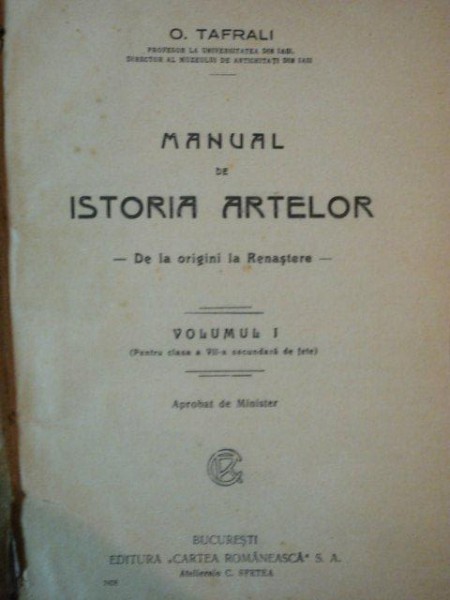 O. TAFRALI
PROFESOR LA UNIVERSITATEA DIN IAȘI,
DIRECTOR AL MUZEULUI DE ANTICHITĂȚI DIN IAȘI
MANUAL
DE
ISTORIA ARTELOR
— De la origini la Renaștere —
VOLUMUL I
(Pentru clasa a VII-a secundară de fete)
Aprobat de Minister
BUCUREȘTI
EDITURA „CARTEA ROMÂNEASCĂ" S. A.
Atelierele C. SFETEA